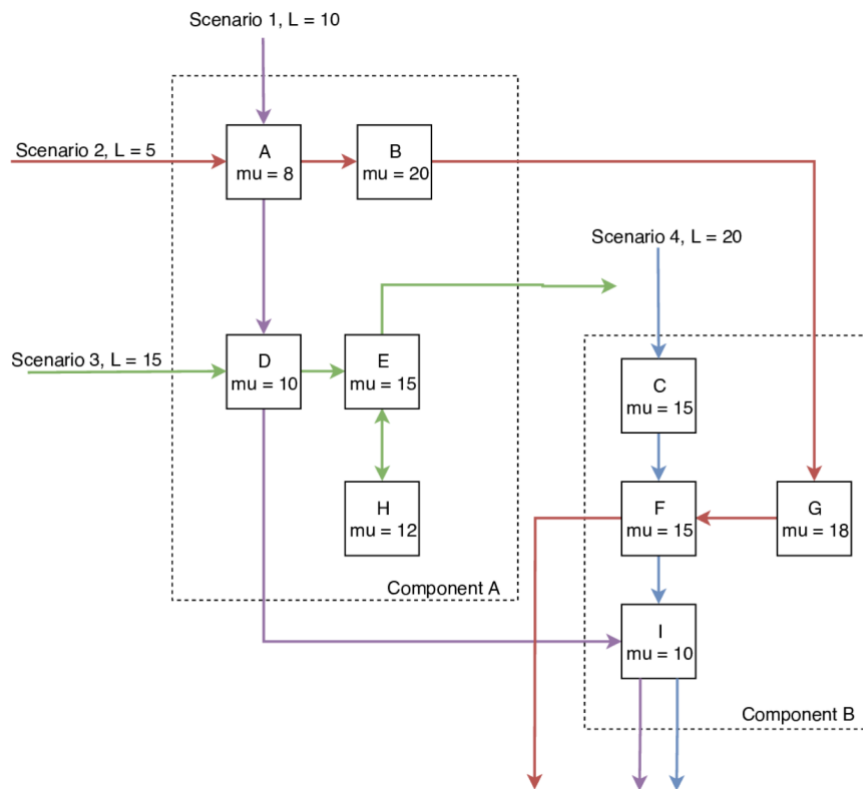 Scenario 1, L = 10
Scenario 2, L = 5
A
mu = 8
B
mu = 20
Scenario 4, L = 20
Scenario 3, L = 15
D
mu = 10
E
mu = 15
C
mu = 15
H
mu = 12
F
mu = 15
G
mu = 18
Component A
I
mu = 10
Component B